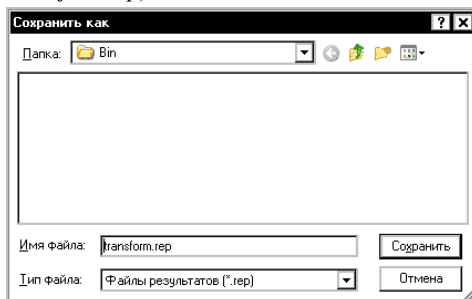 Сохранить как
Папка: Bin
Имя файла: transform.rep Сохранить
Тип файла: Файлы результатов (*.rep) Отмена